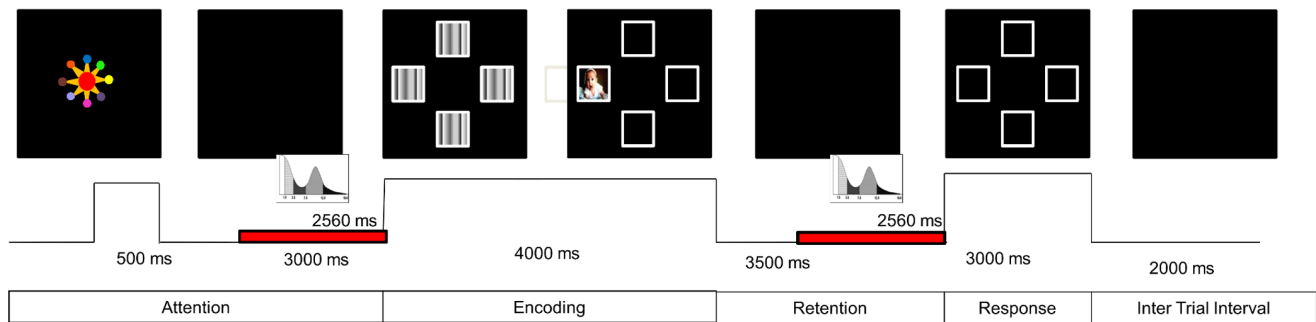 2560 ms
2560 ms
500 ms
3000 ms
4000 ms
3500 ms
3000 ms
2000 ms
Attention
Encoding
Retention
Response
Inter Trial Interval